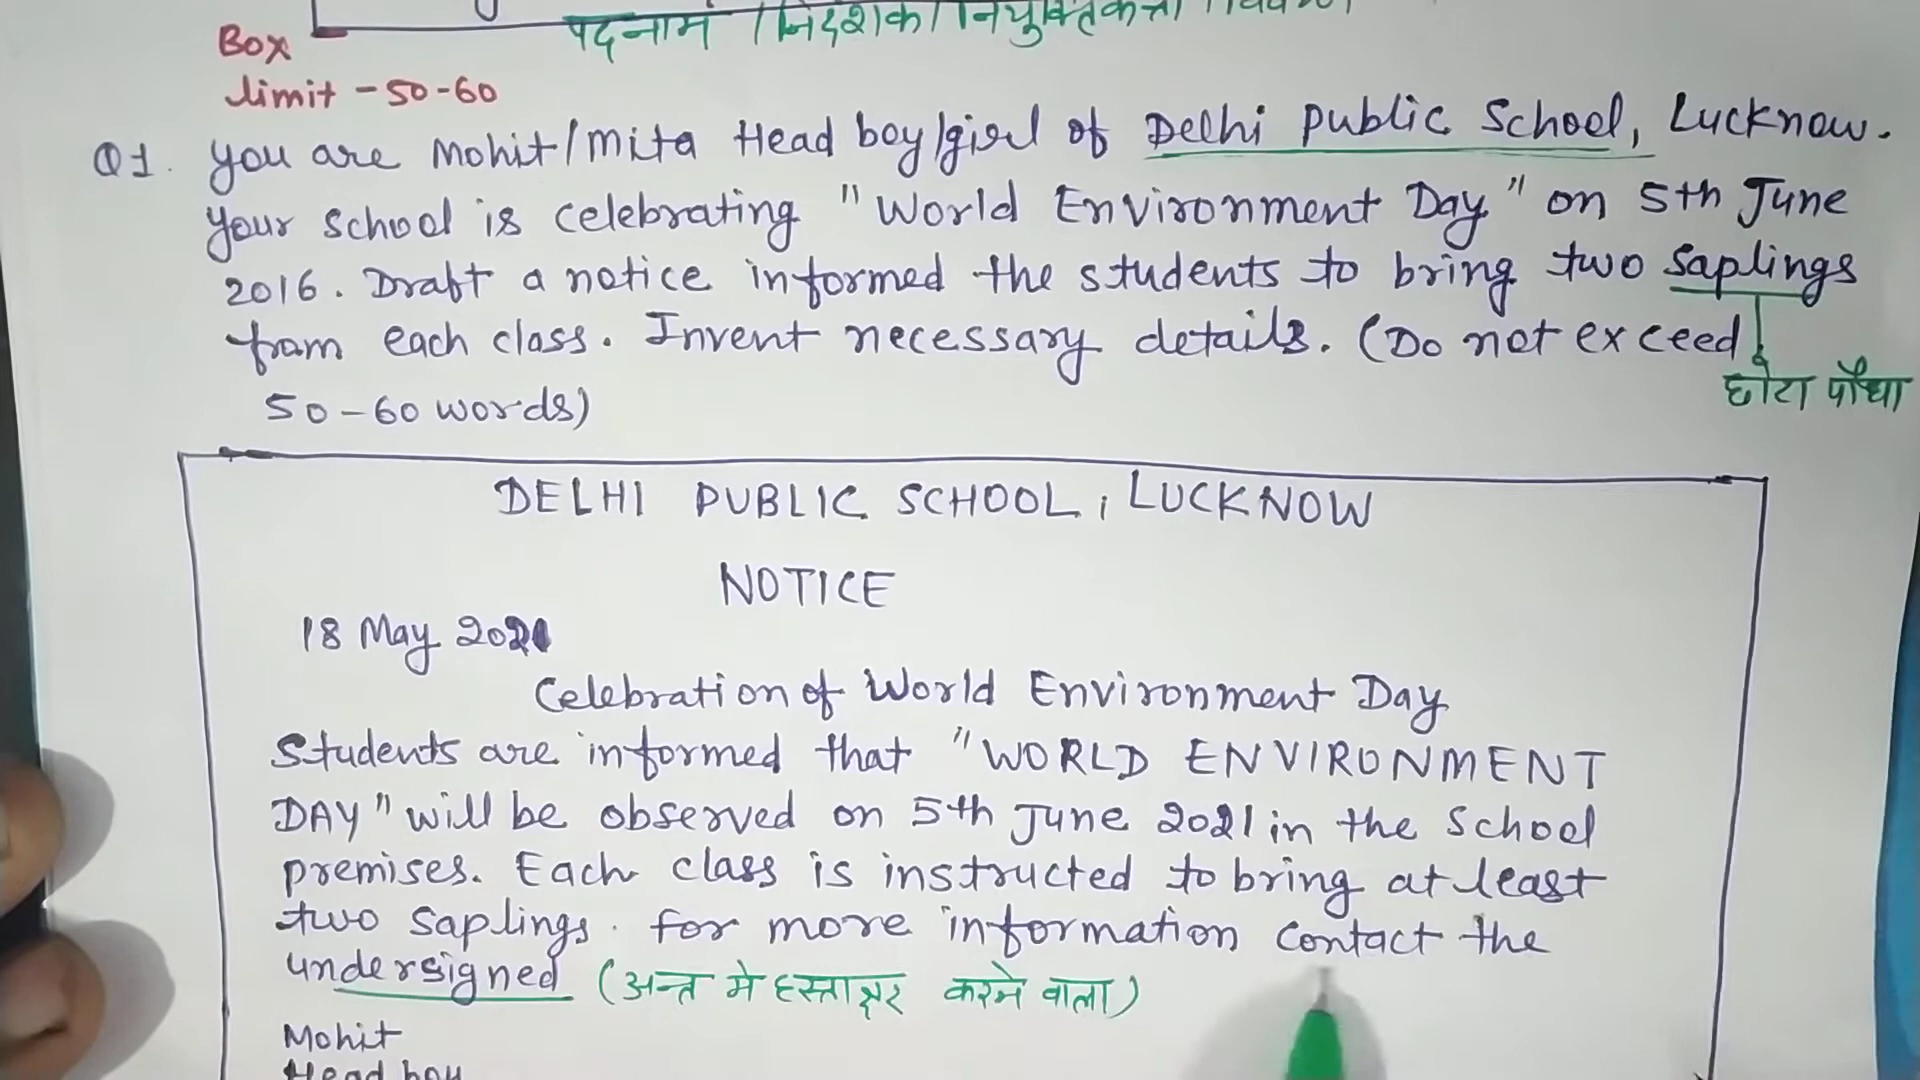 पदनाम / निदेशक / नियुक्तिकर्ता /
Box
limit - 50-60
Q1. you are Mohit/Mita Head boy/girl of Delhi Public School, Lucknow.
your school is celebrating "World Environment Day" on 5th June
2016. Draft a notice informed the students to bring two saplings
from each class. Invent necessary details. (Do not exceed
छोटा पौधा
50-60 words)
DELHI PUBLIC SCHOOL, LUCKNOW
NOTICE
18 May 2021
Celebration of World Environment Day
Students are informed that "WORLD ENVIRONMENT
DAY" will be observed on 5th June 2021 in the School
premises. Each class is instructed to bring at least
two saplings. for more information contact the
undersigned (अन्त मे हस्ताक्षर करने वाला)
Mohit
Head boy